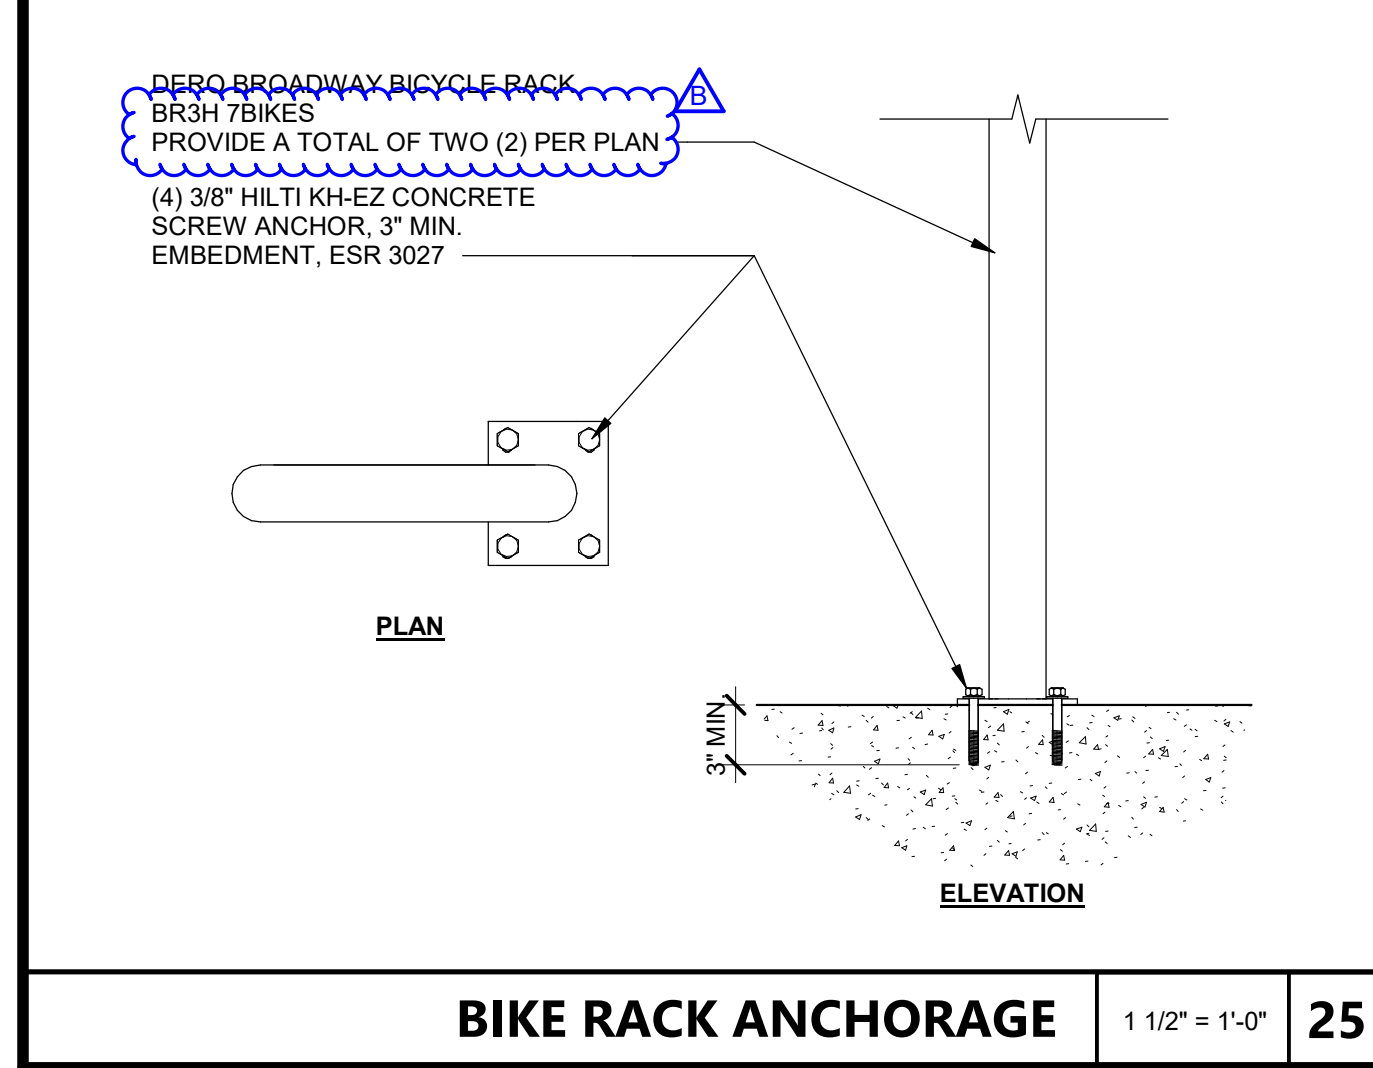 DERO BROADWAY BICYCLE RACK
BR3H 7BIKES
PROVIDE A TOTAL OF TWO (2) PER PLAN
B
(4) 3/8" HILTI KH-EZ CONCRETE
SCREW ANCHOR, 3" MIN.
EMBEDMENT, ESR 3027
PLAN
3" MIN.
ELEVATION
BIKE RACK ANCHORAGE
1 1/2" = 1'-0"
25